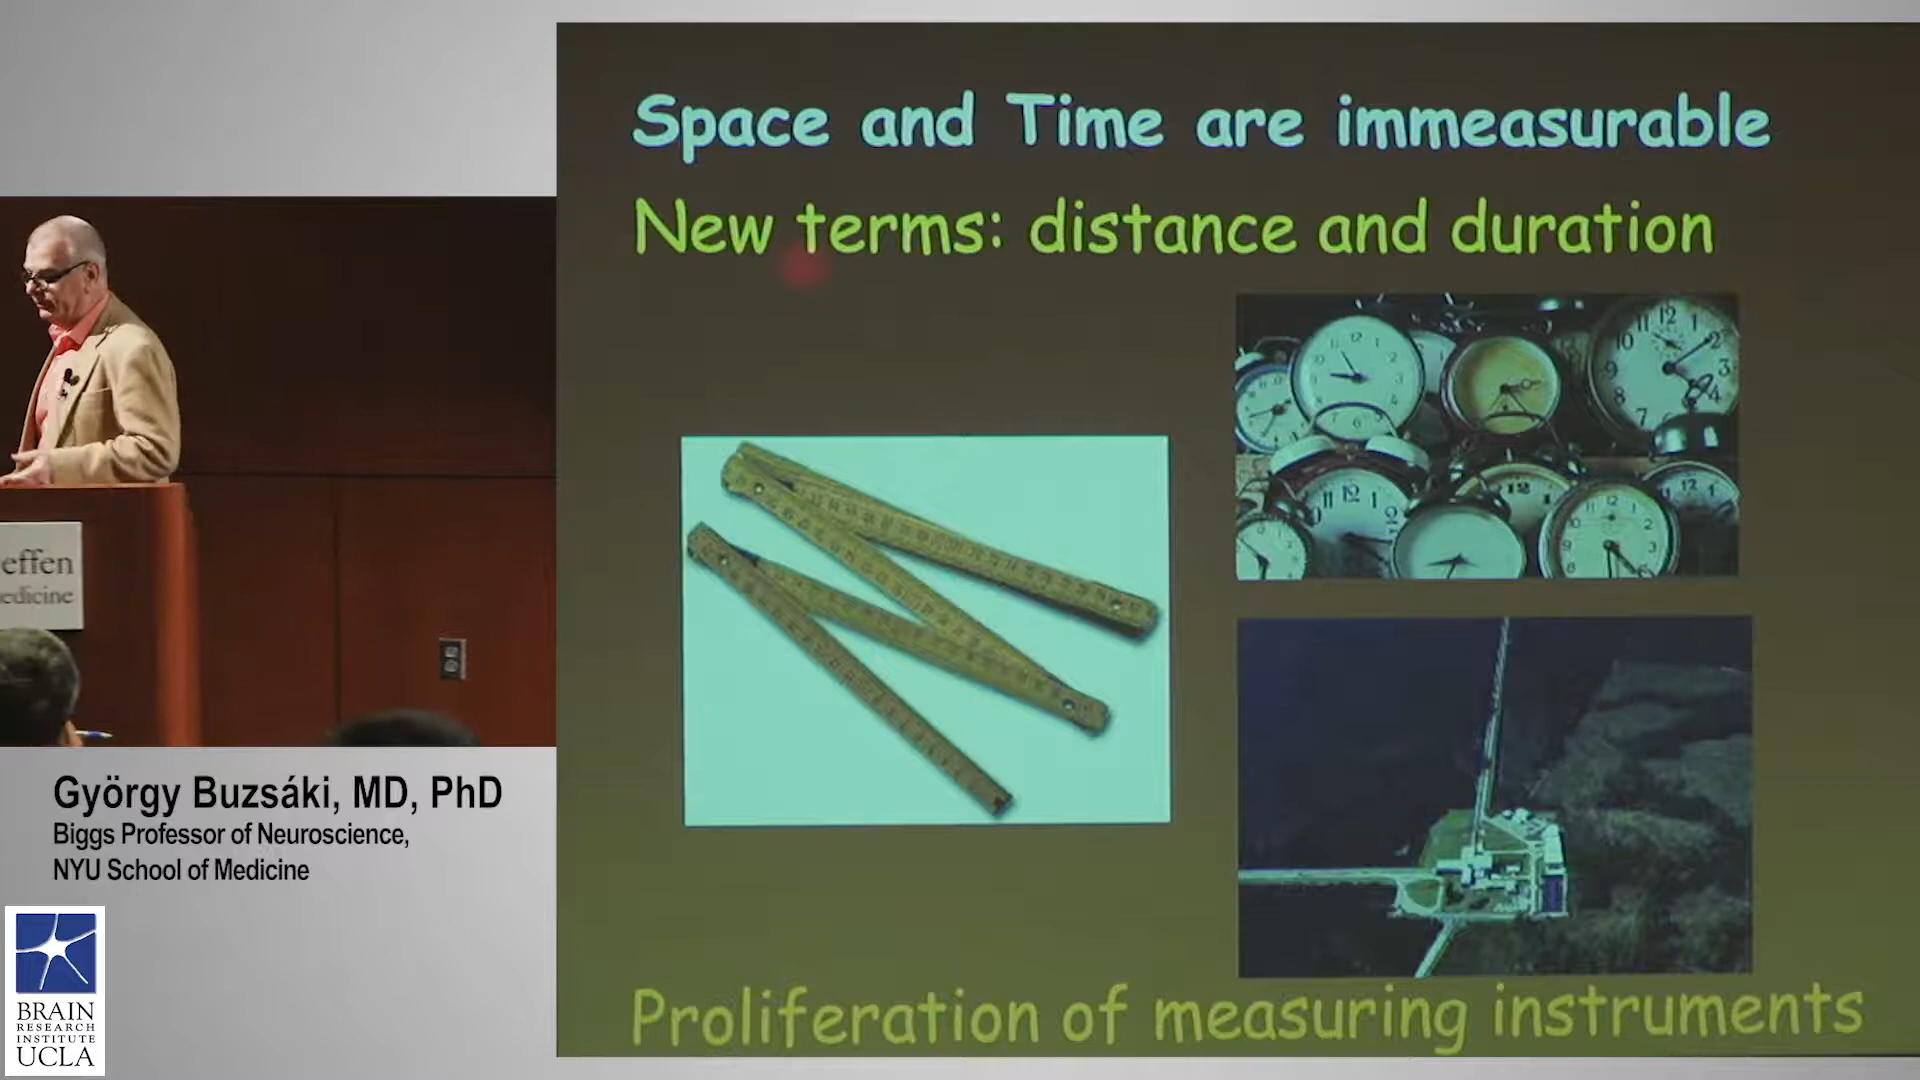 Space and Time are immeasurable
New terms: distance and duration
Proliferation of measuring instruments
effen
edicine
György Buzsáki, MD, PhD
Biggs Professor of Neuroscience,
NYU School of Medicine
BRAIN
RESEARCH
INSTITUTE
UCLA